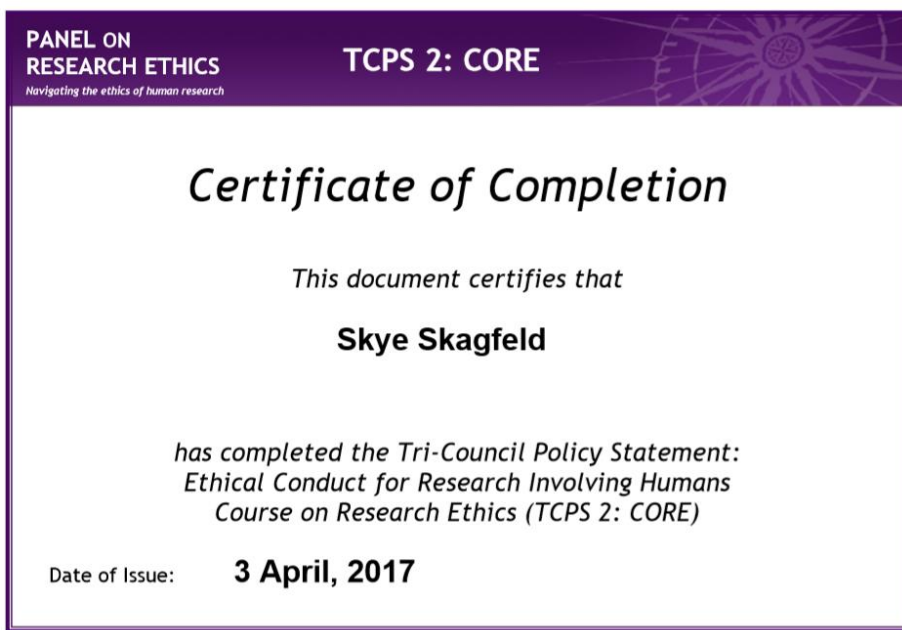 PANEL ON
RESEARCH ETHICS
Navigating the ethics of human research
TCPS 2: CORE
Certificate of Completion
This document certifies that
Skye Skagfeld
has completed the Tri-Council Policy Statement:
Ethical Conduct for Research Involving Humans
Course on Research Ethics (TCPS 2: CORE)
Date of Issue: 3 April, 2017